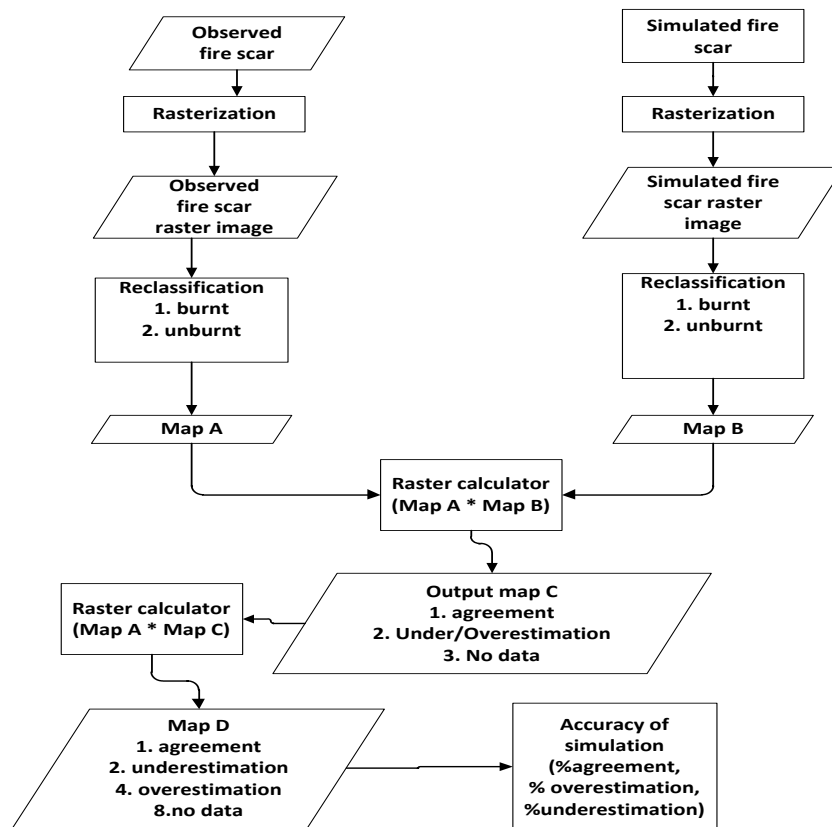 Observed
fire scar
Simulated fire
scar
Rasterization
Rasterization
Observed
fire scar
raster image
Simulated fire
scar raster
image
Reclassification
1. burnt
2. unburnt
Reclassification
1. burnt
2. unburnt
Map A
Map B
Raster calculator
(Map A * Map B)
Output map C
1. agreement
2. Under/Overestimation
3. No data
Raster calculator
(Map A * Map C)
Map D
1. agreement
2. underestimation
4. overestimation
8.no data
Accuracy of
simulation
(%agreement,
% overestimation,
%underestimation)